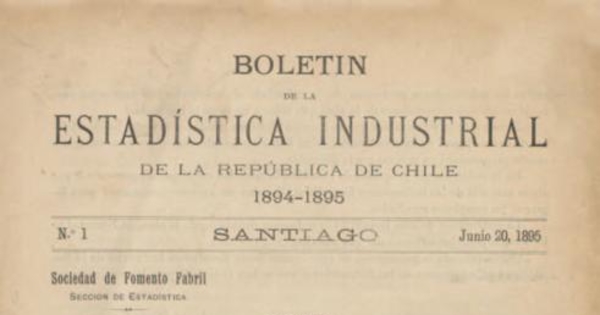 BOLETIN
DE LA
ESTADÍSTICA INDUSTRIAL
DE LA REPÚBLICA DE CHILE
1894-1895
N.º 1 SANTIAGO Junio 20, 1895
Sociedad de Fomento Fabril
SECCION DE ESTADÍSTICA